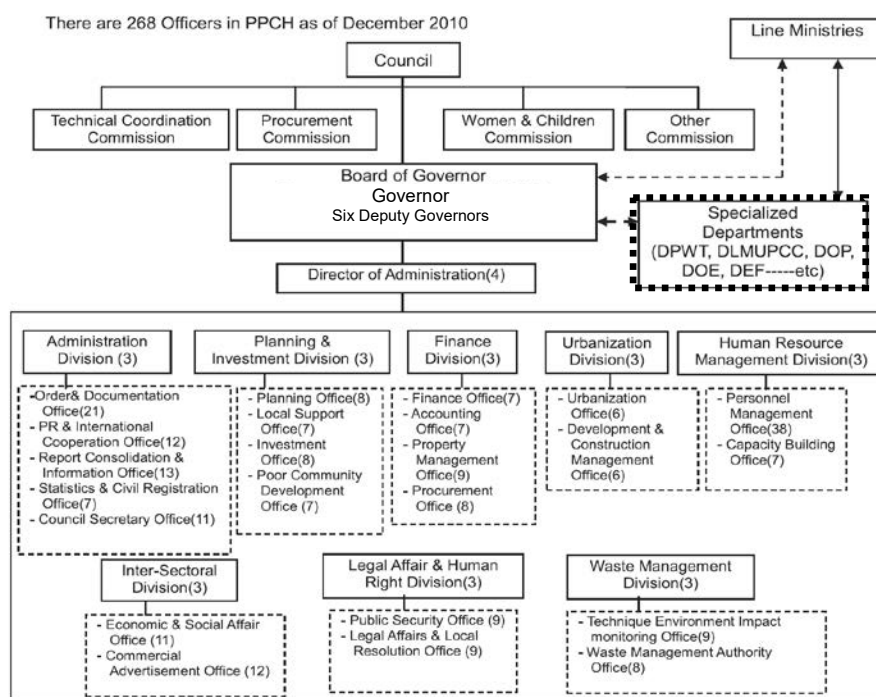 There are 268 Officers in PPCH as of December 2010
Line Ministries
Council
Technical Coordination
Commission
Procurement
Commission
Women & Children
Commission
Other
Commission
Board of Governor
Governor
Six Deputy Governors
Specialized
Departments
(DPWT, DLMUPCC, DOP,
DOE, DEF-----etc)
Director of Administration(4)
Administration
Division (3)
Planning &
Investment Division (3)
Finance
Division(3)
Urbanization
Division(3)
Human Resource
Management Division(3)
-Order& Documentation
Office(21)
- PR & International
Cooperation Office(12)
- Report Consolidation &
Information Office(13)
- Statistics & Civil Registration
Office(7)
- Council Secretary Office(11)
- Planning Office(8)
- Local Support
Office(7)
- Investment
Office(8)
- Poor Community
Development
Office (7)
- Finance Office(7)
- Accounting
Office(7)
- Property
Management
Office(9)
- Procurement
Office (8)
- Urbanization
Office(6)
- Development &
Construction
Management
Office(6)
- Personnel
Management
Office(38)
- Capacity Building
Office(7)
Inter-Sectoral
Division(3)
Legal Affair & Human
Right Division(3)
Waste Management
Division(3)
- Economic & Social Affair
Office (11)
- Commercial
Advertisement Office (12)
- Public Security Office (9)
- Legal Affairs & Local
Resolution Office (9)
- Technique Environment Impact
monitoring Office(9)
- Waste Management Authority
Office(8)